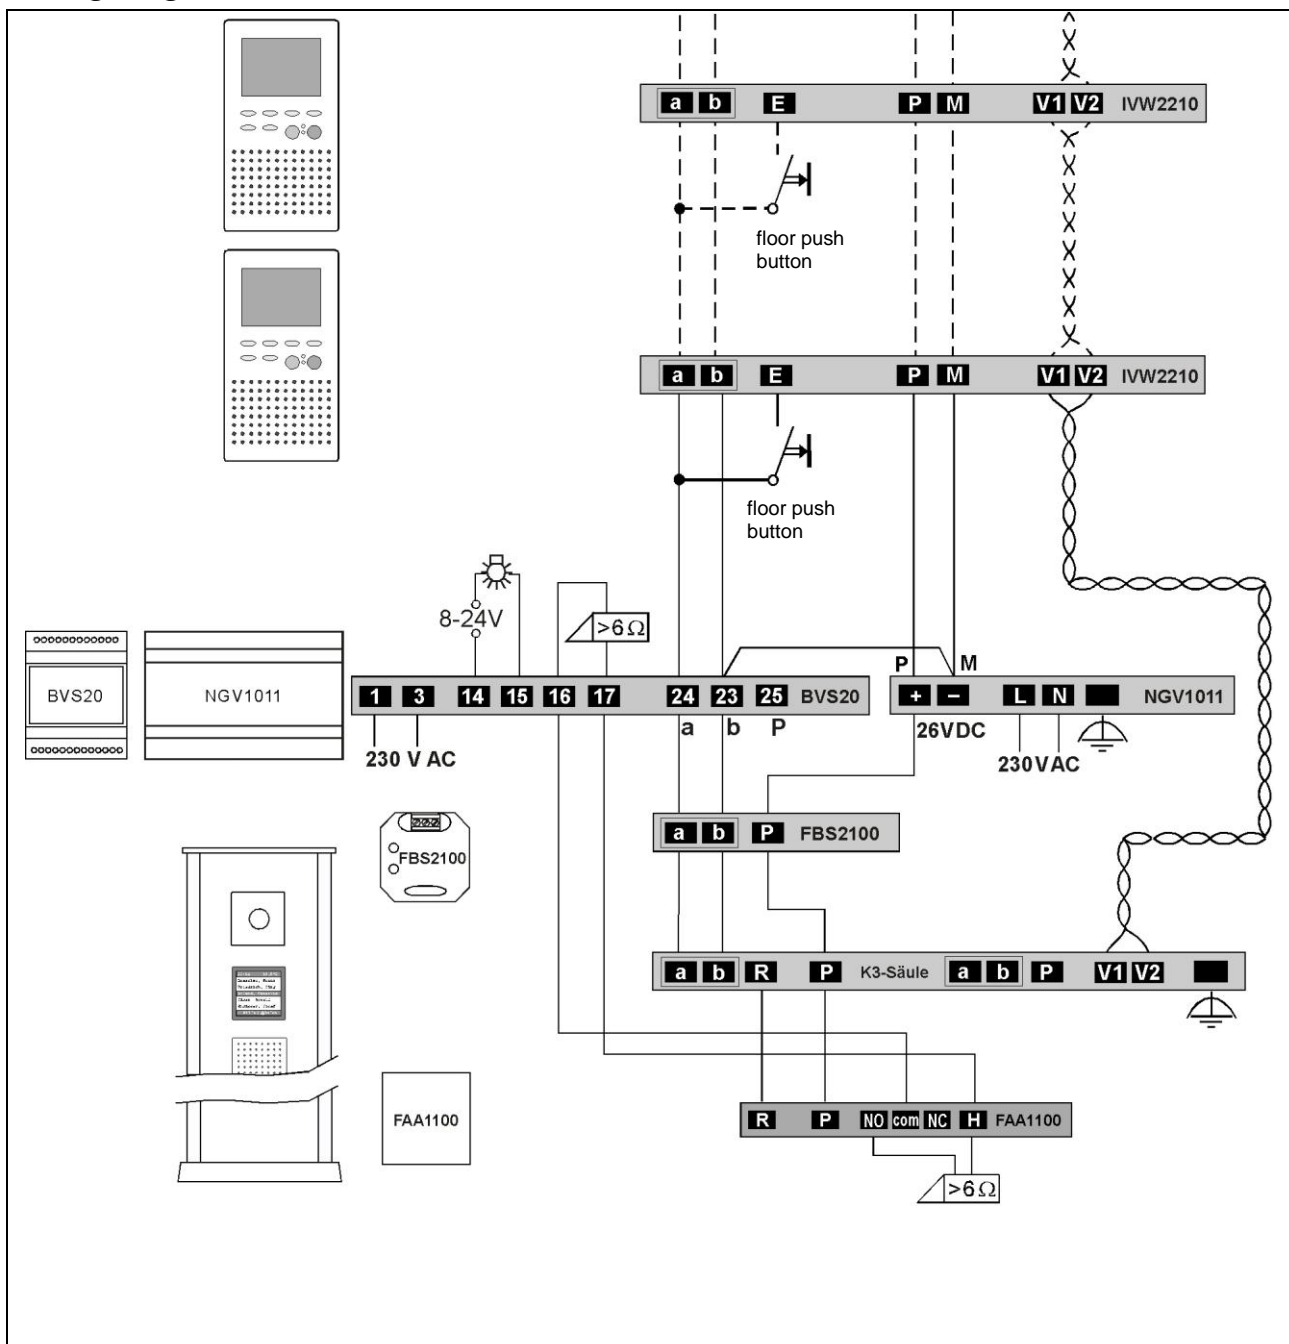 a b E P M V1 V2 IVW2210
floor push
button
a b E P M V1 V2 IVW2210
floor push
button
8-24V
>6Ω
P M
BVS20
NGV1011
1 3 14 15 16 17 24 23 25 BVS20
+ − L N NGV1011
a b P
26VDC
230 V AC
230VAC
a b P FBS2100
FBS2100
a b R P K3-Säule a b P V1 V2
FAA1100
R P NO com NC H FAA1100
>6Ω